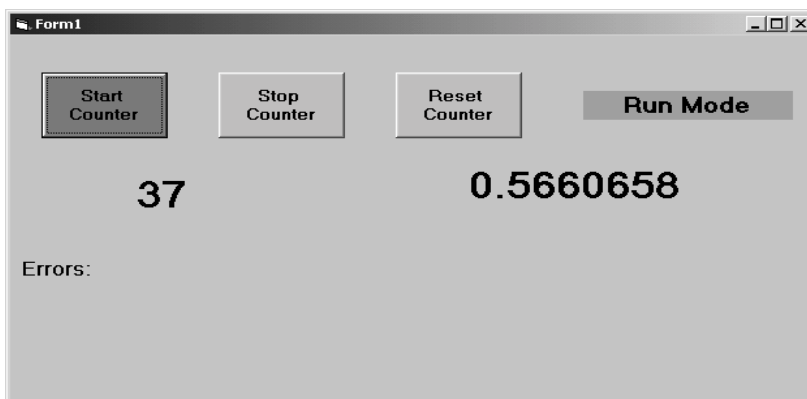 Form1
Start
Counter
Stop
Counter
Reset
Counter
Run Mode
37
0.5660658
Errors: